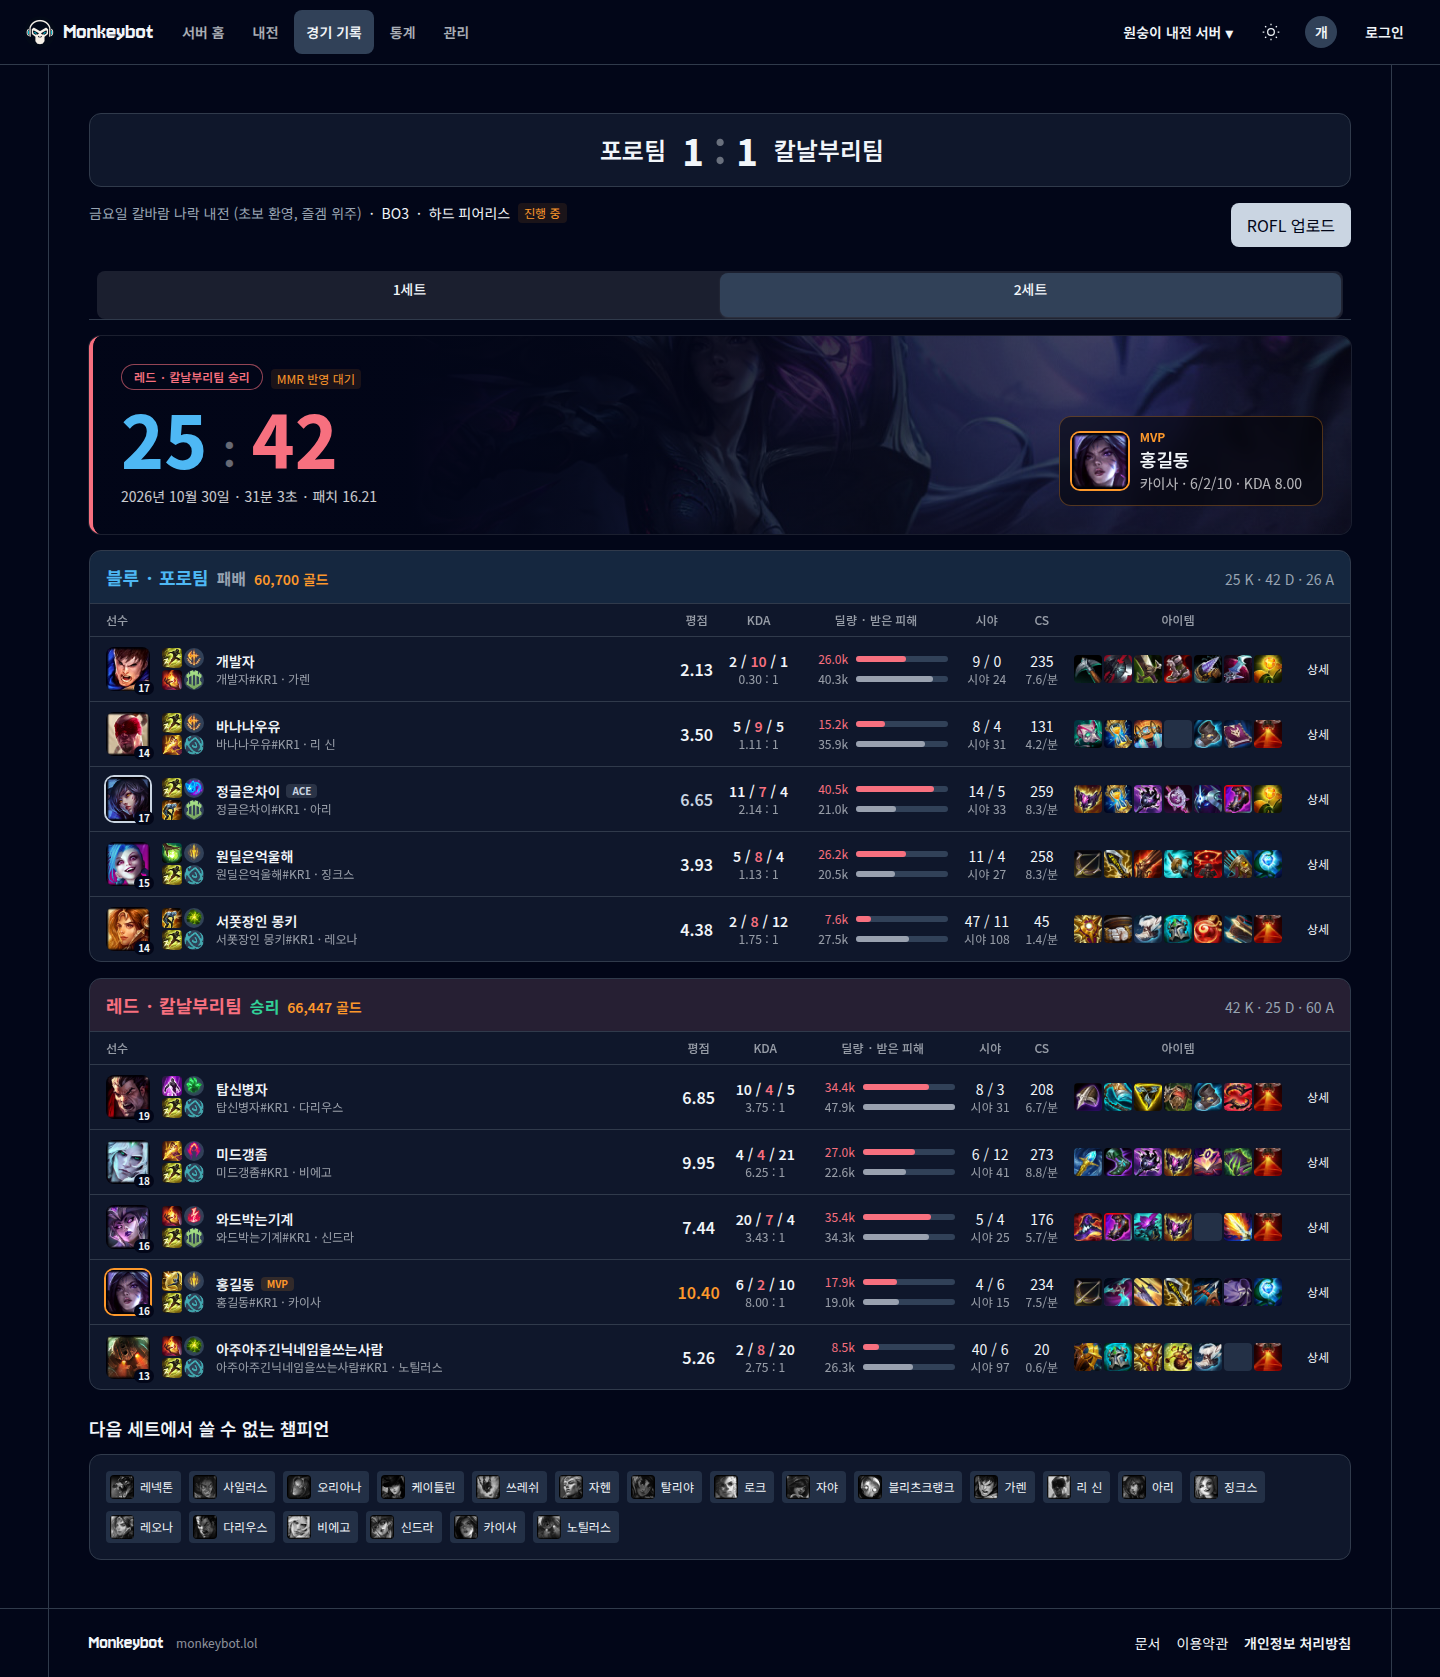 Monkeybot 서버 홈 내전 경기 기록 통계 관리 원숭이 내전 서버 ▾ 개 로그인
포로팀 1 : 1 칼날부리팀
금요일 칼바람 나락 내전 (초보 환영, 즐겜 위주) · BO3 · 하드 피어리스 진행 중
ROFL 업로드
1세트 2세트
레드 · 칼날부리팀 승리 MMR 반영 대기
25 : 42
2026년 10월 30일 · 31분 3초 · 패치 16.21
MVP
홍길동
카이사 · 6/2/10 · KDA 8.00
블루 · 포로팀 패배 60,700 골드 25 K · 42 D · 26 A
선수 평점 KDA 딜량 · 받은 피해 시야 CS 아이템
개발자 2.13 2 / 10 / 1 26.0k 9 / 0 235 상세
17 개발자#KR1 · 가렌 0.30 : 1 40.3k 시야 24 7.6/분
바나나우유 3.50 5 / 9 / 5 15.2k 8 / 4 131 상세
14 바나나우유#KR1 · 리 신 1.11 : 1 35.9k 시야 31 4.2/분
정글은차이 ACE 6.65 11 / 7 / 4 40.5k 14 / 5 259 상세
17 정글은차이#KR1 · 아리 2.14 : 1 21.0k 시야 33 8.3/분
원딜은억울해 3.93 5 / 8 / 4 26.2k 11 / 4 258 상세
15 원딜은억울해#KR1 · 징크스 1.13 : 1 20.5k 시야 27 8.3/분
서폿장인 몽키 4.38 2 / 8 / 12 7.6k 47 / 11 45 상세
14 서폿장인 몽키#KR1 · 레오나 1.75 : 1 27.5k 시야 108 1.4/분
레드 · 칼날부리팀 승리 66,447 골드 42 K · 25 D · 60 A
선수 평점 KDA 딜량 · 받은 피해 시야 CS 아이템
탑신병자 6.85 10 / 4 / 5 34.4k 8 / 3 208 상세
19 탑신병자#KR1 · 다리우스 3.75 : 1 47.9k 시야 31 6.7/분
미드갱좀 9.95 4 / 4 / 21 27.0k 6 / 12 273 상세
18 미드갱좀#KR1 · 비에고 6.25 : 1 22.6k 시야 41 8.8/분
와드박는기계 7.44 20 / 7 / 4 35.4k 5 / 4 176 상세
16 와드박는기계#KR1 · 신드라 3.43 : 1 34.3k 시야 25 5.7/분
홍길동 MVP 10.40 6 / 2 / 10 17.9k 4 / 6 234 상세
16 홍길동#KR1 · 카이사 8.00 : 1 19.0k 시야 15 7.5/분
아주아주긴닉네임을쓰는사람 5.26 2 / 8 / 20 8.5k 40 / 6 20 상세
13 아주아주긴닉네임을쓰는사람#KR1 · 노틸러스 2.75 : 1 26.3k 시야 97 0.6/분
다음 세트에서 쓸 수 없는 챔피언
레넥톤 사일러스 오리아나 케이틀린 쓰레쉬 자헨 탈리야 로크 자야 블리츠크랭크 가렌 리 신 아리 징크스
레오나 다리우스 비에고 신드라 카이사 노틸러스
Monkeybot monkeybot.lol 문서 이용약관 개인정보 처리방침